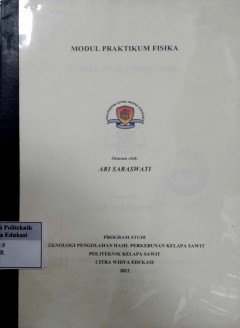 MODUL PRAKTIKUM FISIKA
Disusun oleh:
ARI SARASWATI
Politeknik
Edukasi
PROGRAM STUDI
TEKNOLOGI PENGOLAHAN HASIL PERKEBUNAN KELAPA SAWIT
POLITEKNIK KELAPA SAWIT
CITRA WIDYA EDUKASI
2012